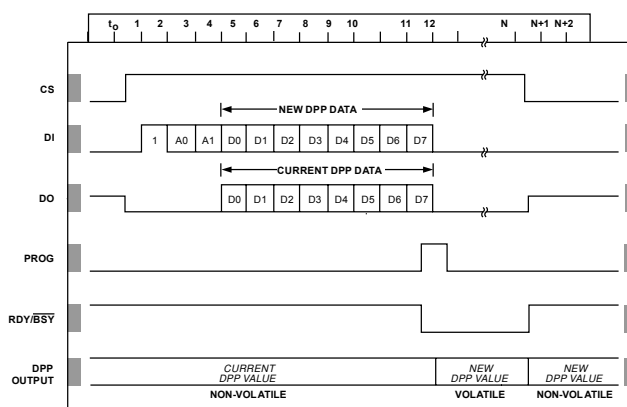 to 1 2 3 4 5 6 7 8 9 10 11 12 N N+1 N+2
CS
NEW DPP DATA
DI 1 A0 A1 D0 D1 D2 D3 D4 D5 D6 D7
CURRENT DPP DATA
DO D0 D1 D2 D3 D4 D5 D6 D7
PROG
RDY/BSY
DPP OUTPUT
CURRENT DPP VALUE
NON-VOLATILE
NEW DPP VALUE
VOLATILE
NEW DPP VALUE
NON-VOLATILE